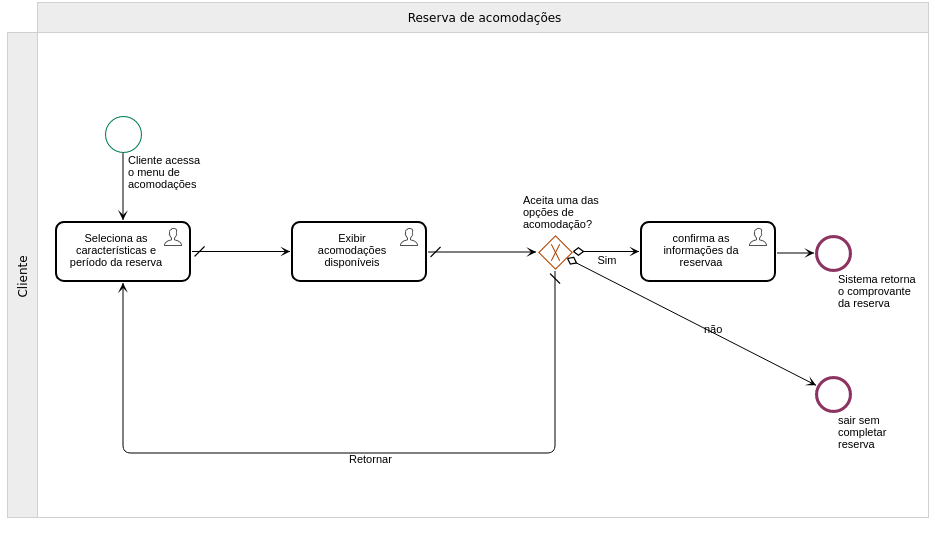 Reserva de acomodações
Cliente
Cliente acessa
o menu de
acomodações
Seleciona as
características e
período da reserva
Exibir
acomodações
disponíveis
Aceita uma das
opções de
acomodação?
Sim
confirma as
informações da
reservaa
Sistema retorna
o comprovante
da reserva
não
sair sem
completar
reserva
Retornar